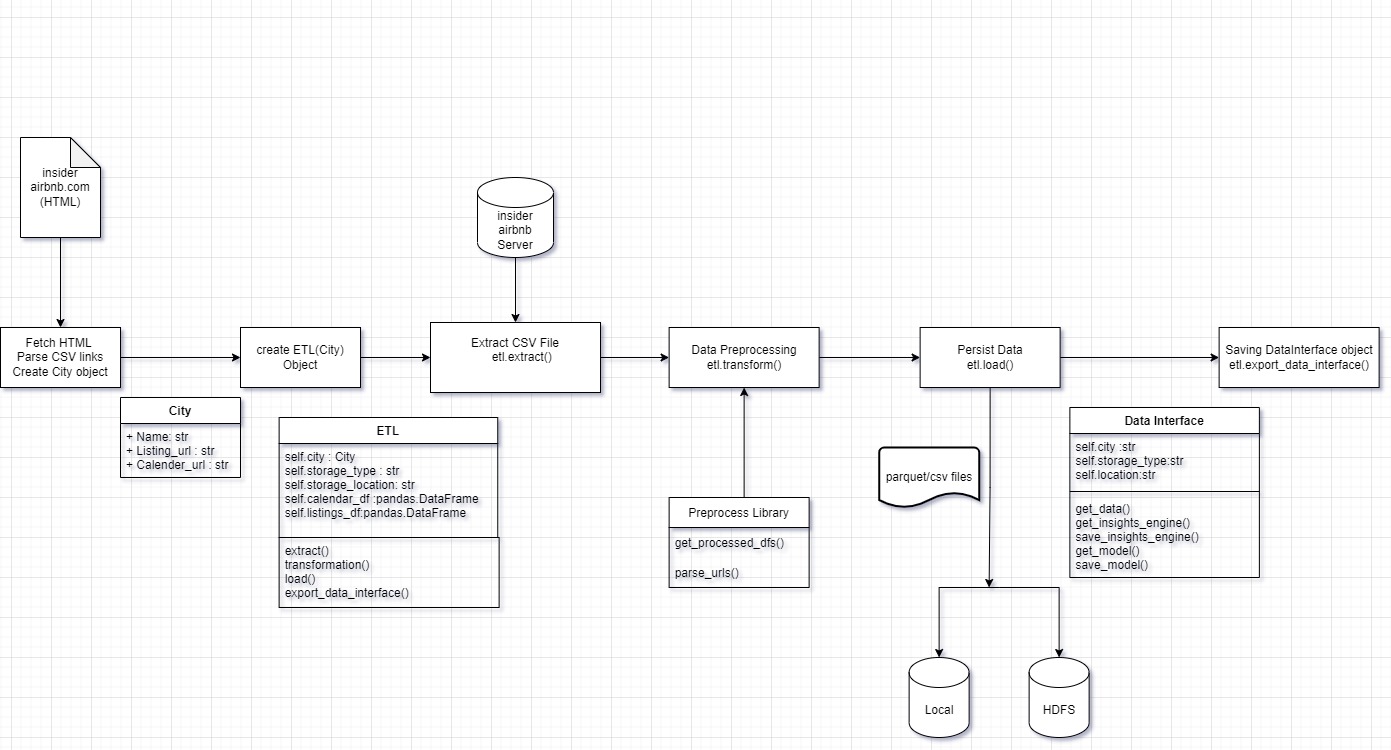 insider
airbnb.com
(HTML)
insider
airbnb
Server
Fetch HTML
Parse CSV links
Create City object
create ETL(City)
Object
Extract CSV File
etl.extract()
Data Preprocessing
etl.transform()
Persist Data
etl.load()
Saving DataInterface object
etl.export_data_interface()
City
+ Name: str
+ Listing_url : str
+ Calender_url : str
ETL
self.city : City
self.storage_type : str
self.storage_location: str
self.calendar_df :pandas.DataFrame
self.listings_df:pandas.DataFrame
extract()
transformation()
load()
export_data_interface()
Preprocess Library
get_processed_dfs()
parse_urls()
parquet/csv files
Data Interface
self.city :str
self.storage_type:str
self.location:str
get_data()
get_insights_engine()
save_insights_engine()
get_model()
save_model()
Local
HDFS